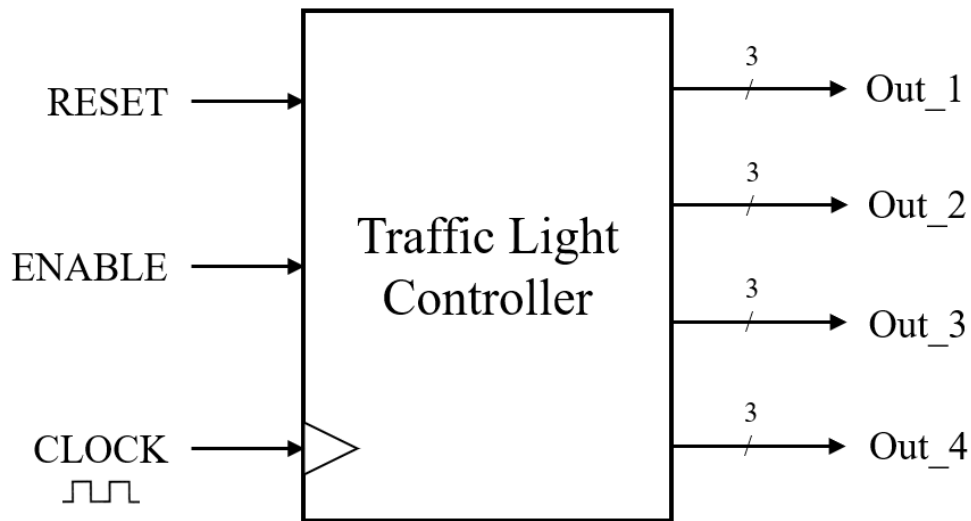 RESET
ENABLE
CLOCK
Traffic Light
Controller
3
Out_1
3
Out_2
3
Out_3
3
Out_4